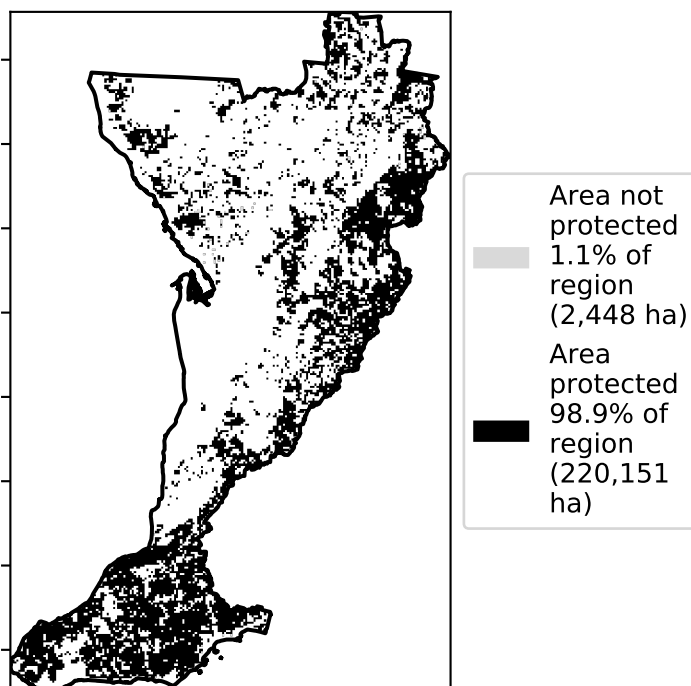 Area not
protected
1.1% of
region
(2,448 ha)
Area
protected
98.9% of
region
(220,151
ha)